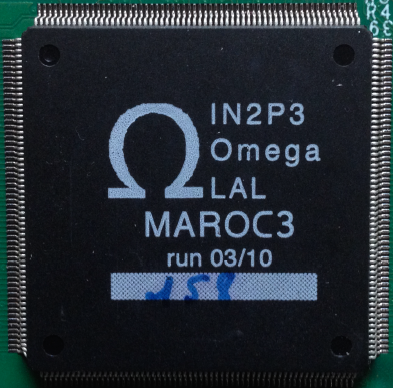 IN2P3
Omega
Ω LAL
MAROC3
run 03/10